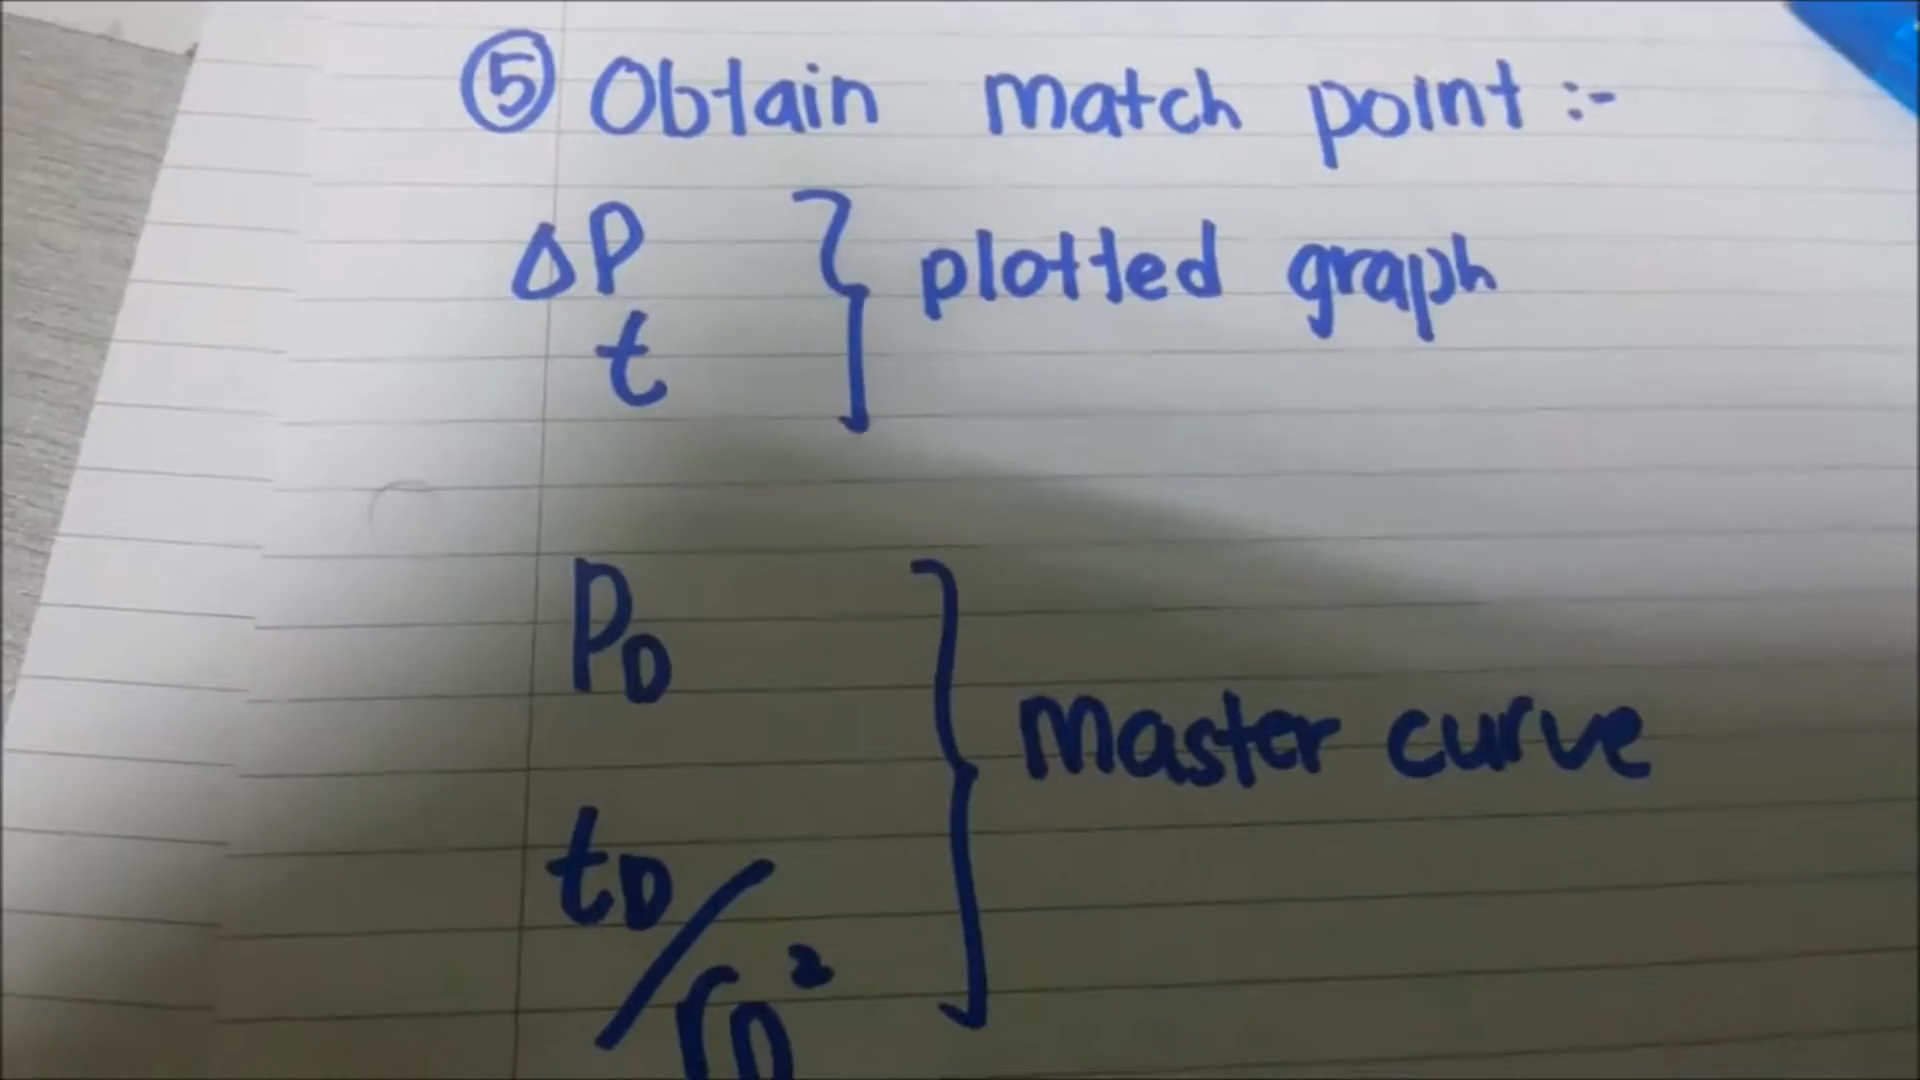 ⑤ Obtain match point :-
ΔP
t
} plotted graph
PD
tD/rD²
} Master curve